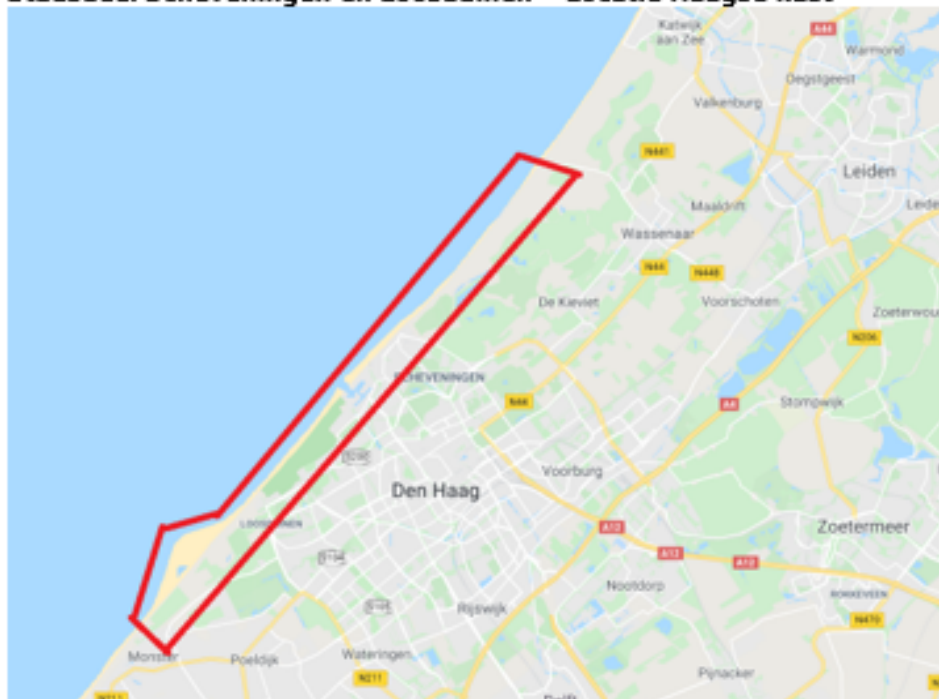 Katwijk
aan Zee
A44
Warmond
Oegstgeest
Valkenburg
N441
Leiden
Maaldrift
Wassenaar
N44
N448
De Kieviet
Voorschoten
N206
SCHEVENINGEN
N44
A4
Stompwijk
Voorburg
Den Haag
LOOSDUINEN
A12
Zoetermeer
A12
A12
Nootdorp
ROKKEVEEN
Rijswijk
N470
Monster
Poeldijk
Wateringen
N211
Pijnacker